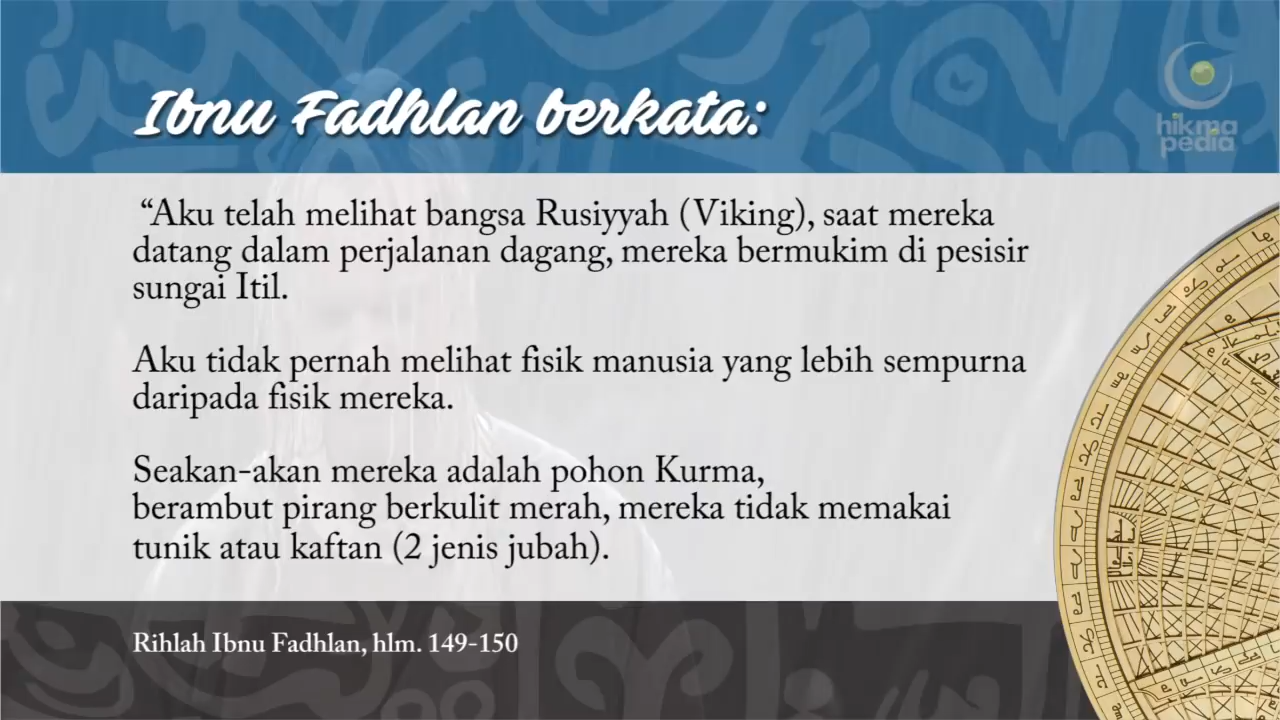 Ibnu Fadhlan berkata:
hikma
pedia
“Aku telah melihat bangsa Rusiyyah (Viking), saat mereka
datang dalam perjalanan dagang, mereka bermukim di pesisir
sungai Itil.
Aku tidak pernah melihat fisik manusia yang lebih sempurna
daripada fisik mereka.
Seakan-akan mereka adalah pohon Kurma,
berambut pirang berkulit merah, mereka tidak memakai
tunik atau kaftan (2 jenis jubah).
Rihlah Ibnu Fadhlan, hlm. 149-150